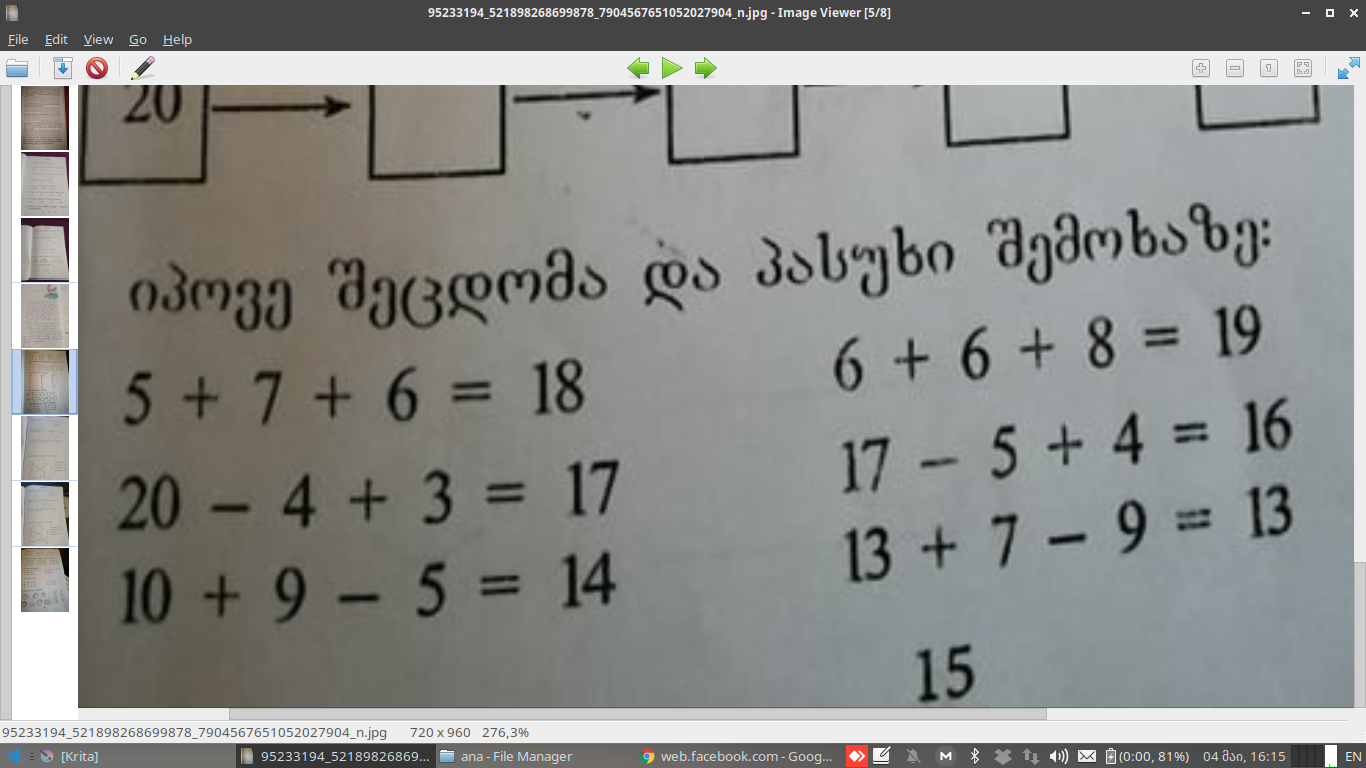 95233194_521898268699878_7904567651052027904_n.jpg - Image Viewer [5/8]
File Edit View Go Help
20
იპოვე შეცდომა და პასუხი შემოხაზე:
5 + 7 + 6 = 18
20 - 4 + 3 = 17
10 + 9 - 5 = 14
6 + 6 + 8 = 19
17 - 5 + 4 = 16
13 + 7 - 9 = 13
15
95233194_521898268699878_7904567651052027904_n.jpg 720 x 960 276,3%
[Krita] 95233194_52189826869... ana - File Manager web.facebook.com - Goog... M (0:00, 81%) 04 მაი, 16:15 EN